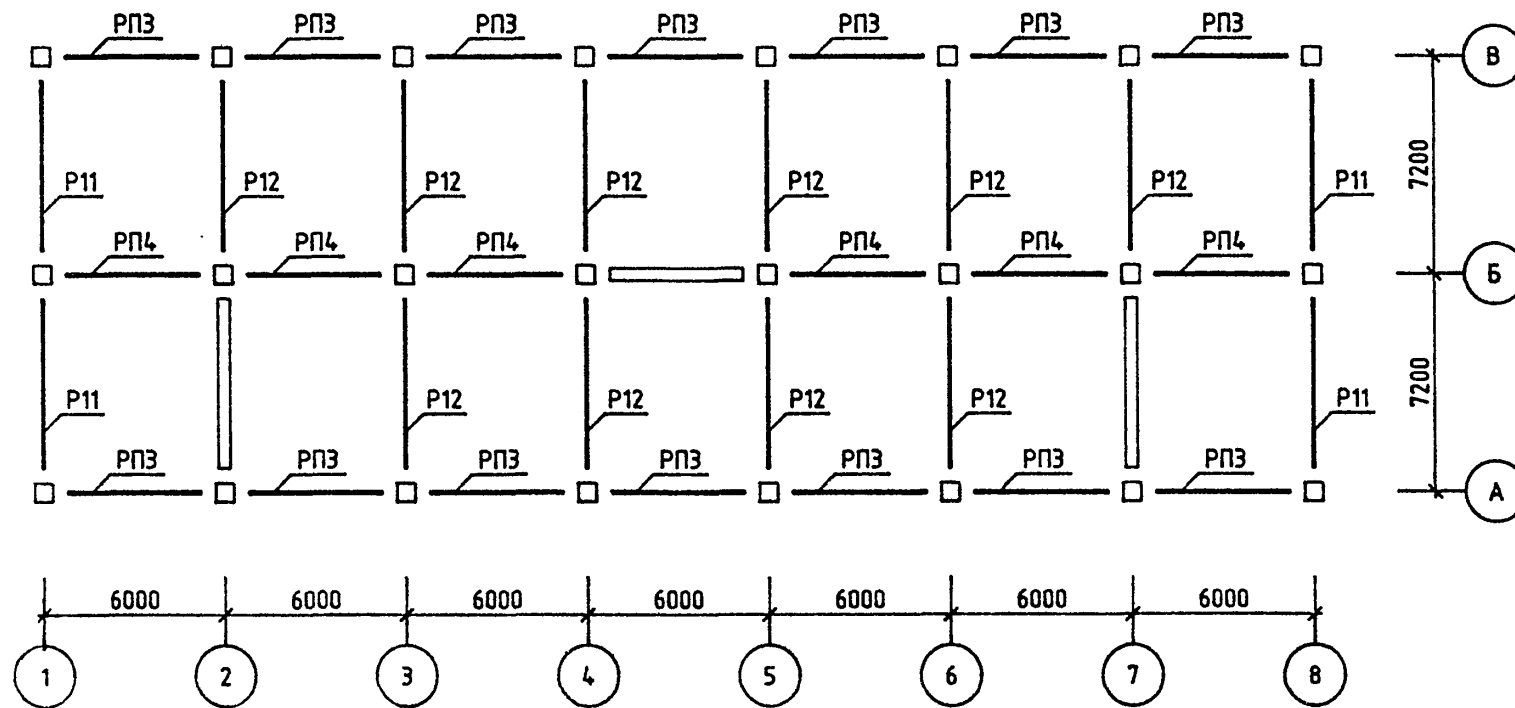 РП3 РП3 РП3 РП3 РП3 РП3 РП3
В
Р11 Р12 Р12 Р12 Р12 Р12 Р12 Р11
7200
РП4 РП4 РП4 РП4 РП4 РП4
Б
Р11 Р12 Р12 Р12 Р12 Р11
7200
РП3 РП3 РП3 РП3 РП3 РП3 РП3
А
6000 6000 6000 6000 6000 6000 6000
1 2 3 4 5 6 7 8